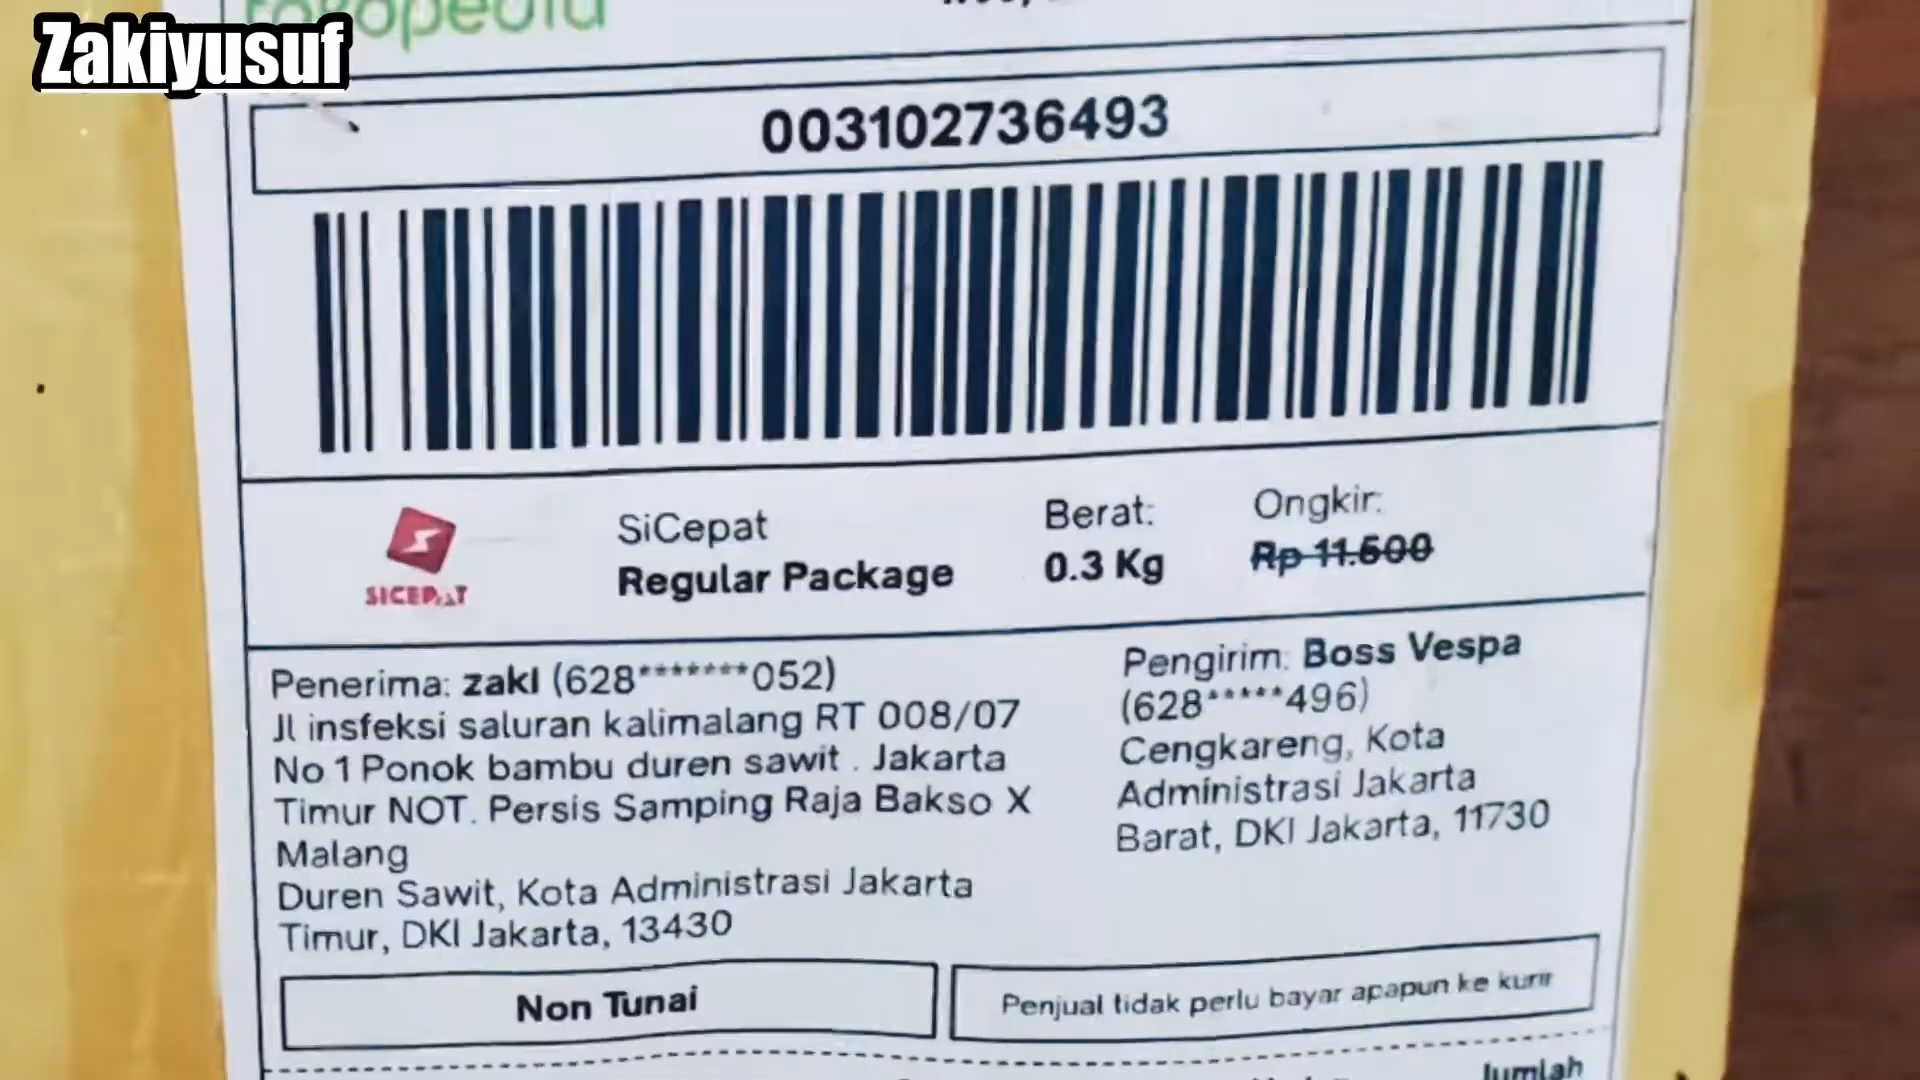 Zakiyusuf
tokopedia
003102736493
SICEPAT
SiCepat
Regular Package
Berat:
0.3 Kg
Ongkir:
Rp 11.500
Penerima: zakI (628*******052)
Jl insfeksi saluran kalimalang RT 008/07
No 1 Ponok bambu duren sawit . Jakarta
Timur NOT. Persis Samping Raja Bakso X
Malang
Duren Sawit, Kota Administrasi Jakarta
Timur, DKI Jakarta, 13430
Pengirim: Boss Vespa
(628*****496)
Cengkareng, Kota
Administrasi Jakarta
Barat, DKI Jakarta, 11730
Non Tunai
Penjual tidak perlu bayar apapun ke kurir
Jumlah